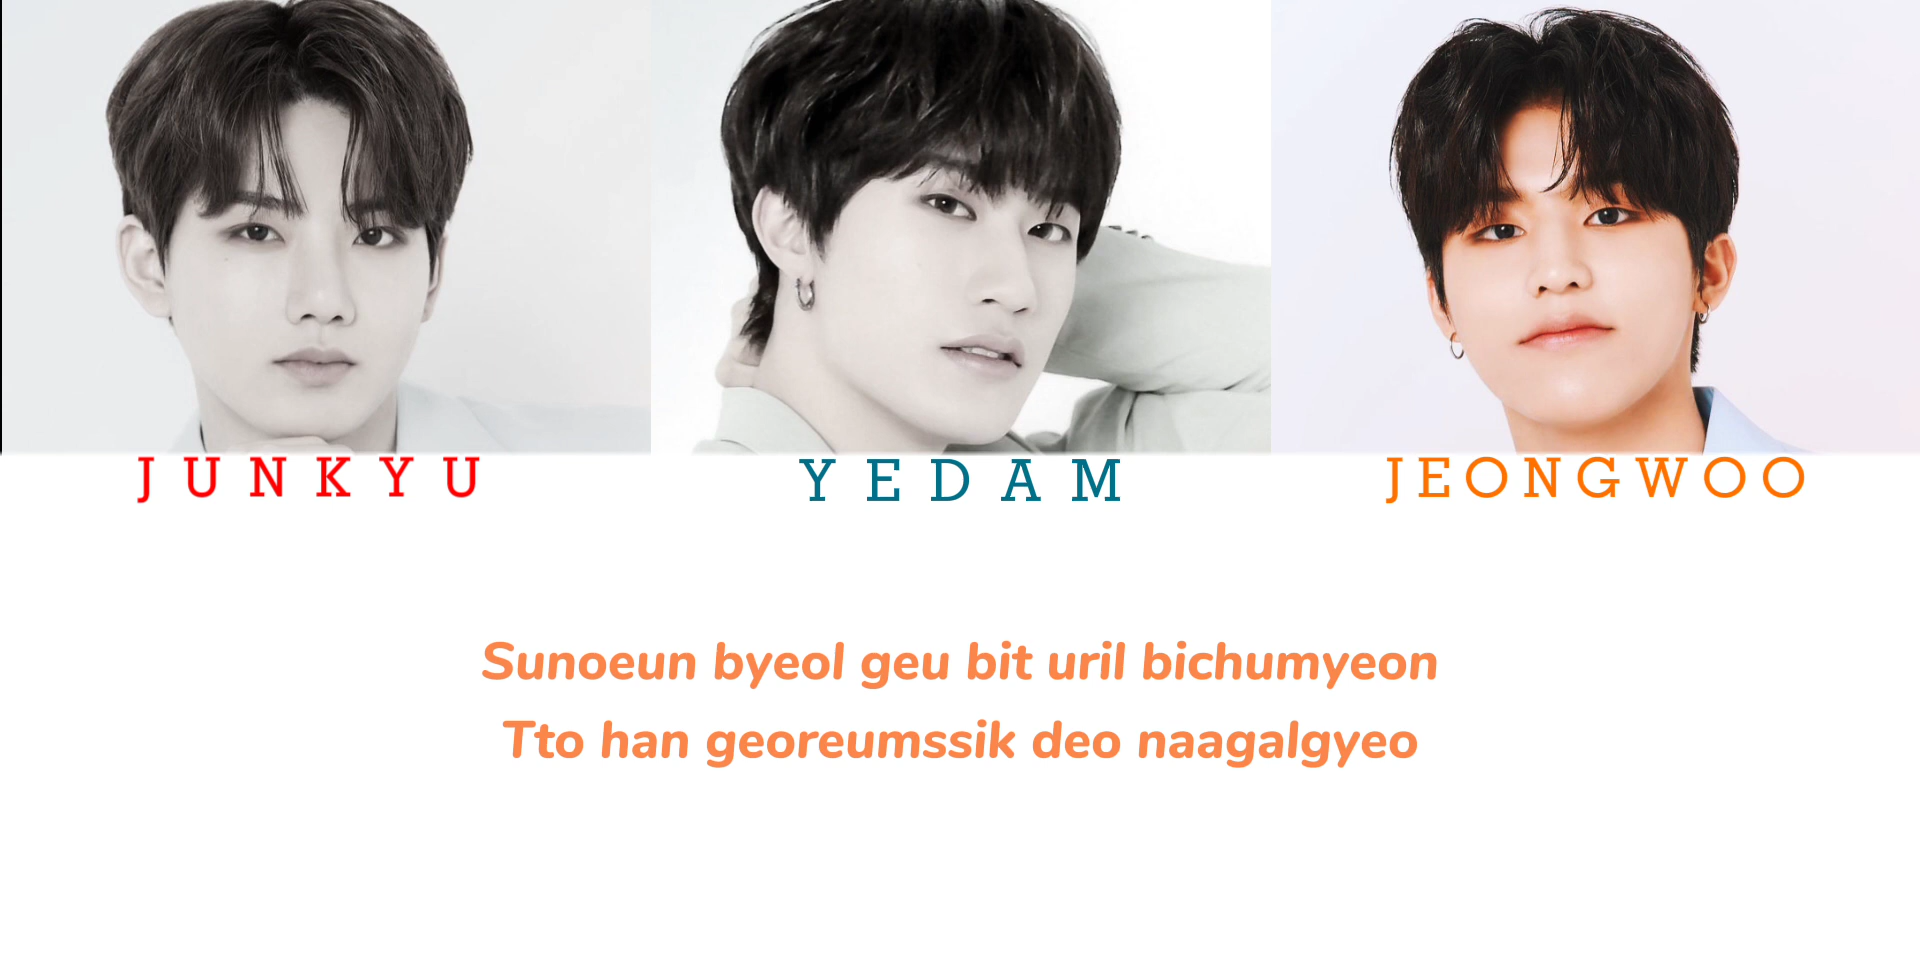 JUNKYU YEDAM JEONGWOO
Sunoeun byeol geu bit uril bichumyeon
Tto han georeumssik deo naagalgyeo